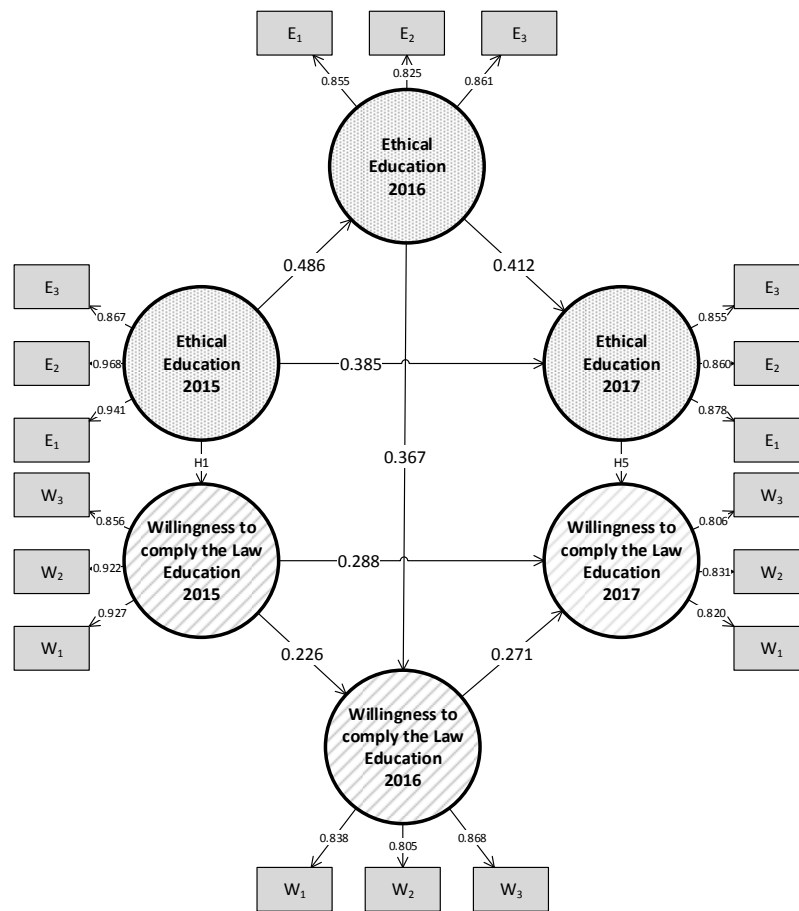 E₁
E₂
E₃
0.855
0.825
0.861
Ethical
Education
2016
0.486
0.412
E₃
E₂
E₁
0.867
0.968
0.941
Ethical
Education
2015
0.385
Ethical
Education
2017
0.855
0.860
0.878
E₃
E₂
E₁
H1
0.367
H5
W₃
W₂
W₁
0.856
0.922
0.927
Willingness to
comply the Law
Education
2015
0.288
Willingness to
comply the Law
Education
2017
0.806
0.831
0.820
W₃
W₂
W₁
0.226
0.271
Willingness to
comply the Law
Education
2016
0.838
0.805
0.868
W₁
W₂
W₃